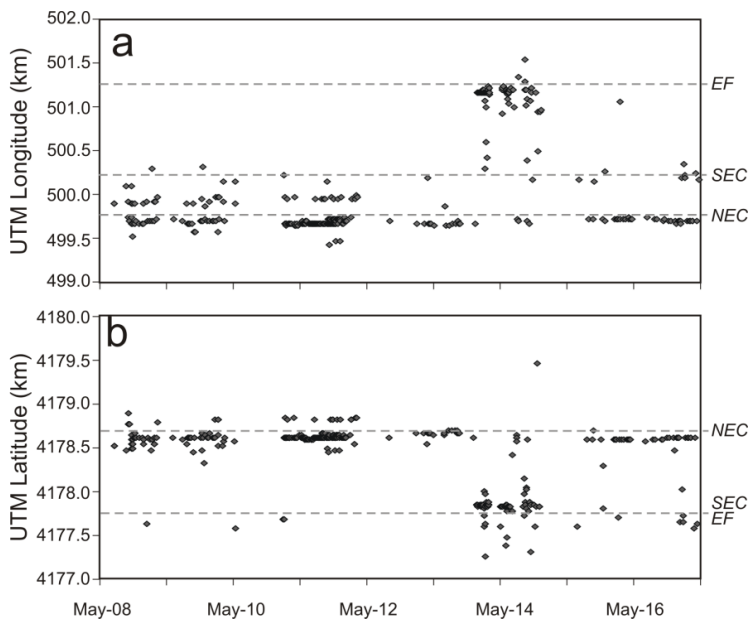 a
UTM Longitude (km)
502.0
501.5
501.0
500.5
500.0
499.5
499.0
EF
SEC
NEC
b
UTM Latitude (km)
4180.0
4179.5
4179.0
4178.5
4178.0
4177.5
4177.0
NEC
SEC
EF
May-08
May-10
May-12
May-14
May-16